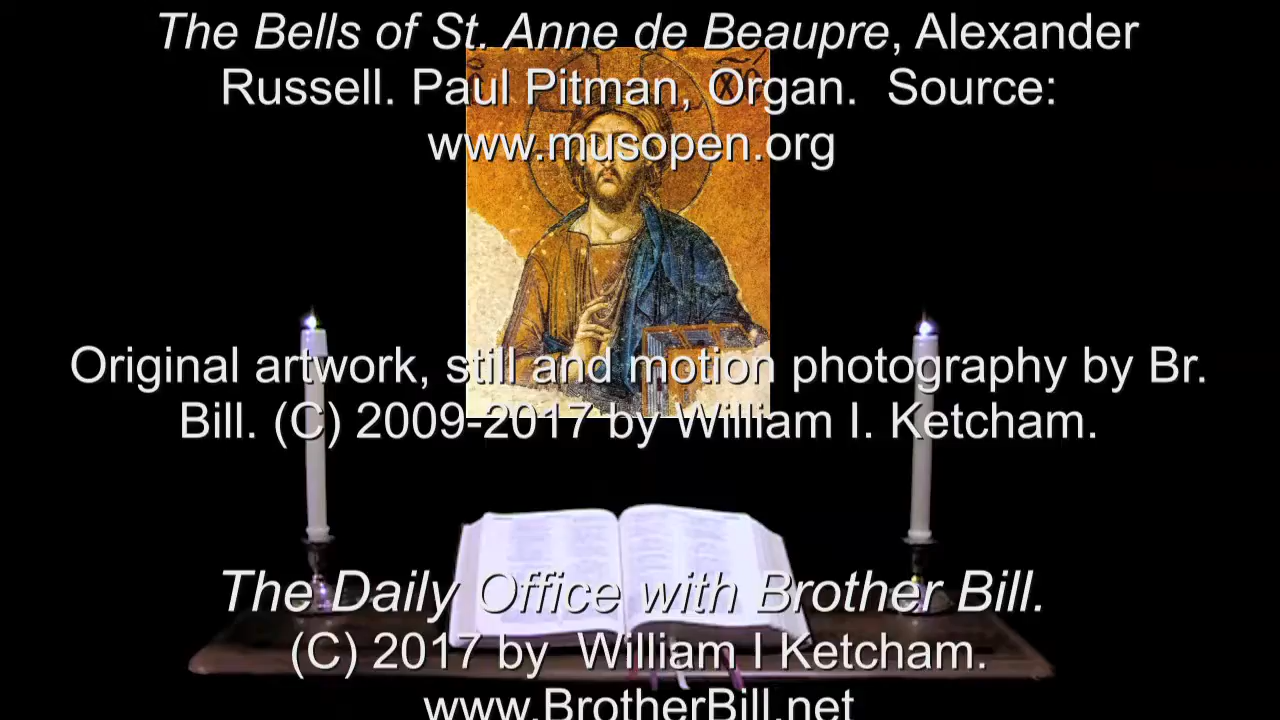 The Bells of St. Anne de Beaupre, Alexander
Russell. Paul Pitman, Organ.  Source:
www.musopen.org
Original artwork, still and motion photography by Br.
Bill. (C) 2009-2017 by William I. Ketcham.
The Daily Office with Brother Bill.
(C) 2017 by  William I Ketcham.
www.BrotherBill.net